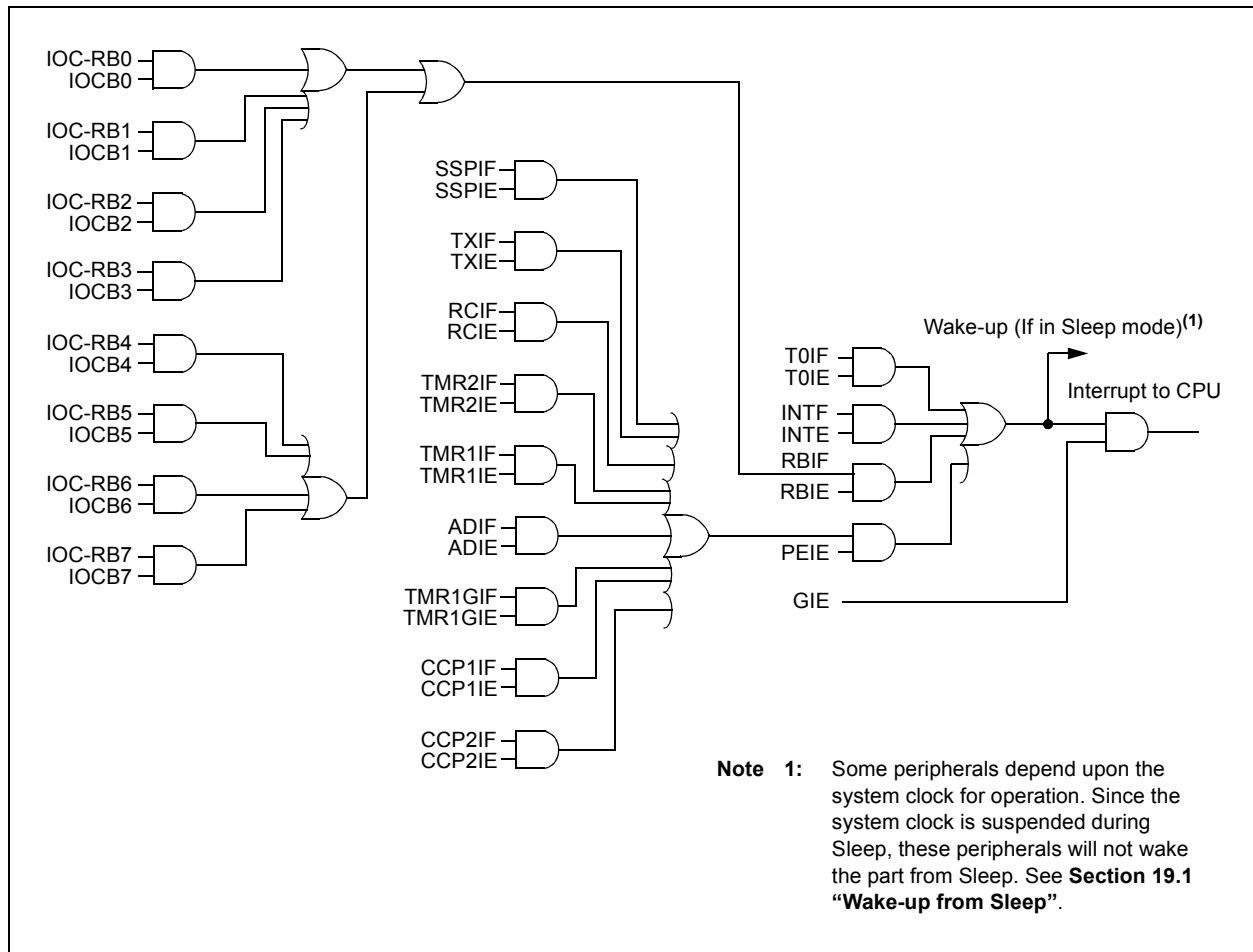 IOC-RB0
IOCB0
IOC-RB1
IOCB1
IOC-RB2
IOCB2
IOC-RB3
IOCB3
IOC-RB4
IOCB4
IOC-RB5
IOCB5
IOC-RB6
IOCB6
IOC-RB7
IOCB7
SSPIF
SSPIE
TXIF
TXIE
RCIF
RCIE
TMR2IF
TMR2IE
TMR1IF
TMR1IE
ADIF
ADIE
TMR1GIF
TMR1GIE
CCP1IF
CCP1IE
CCP2IF
CCP2IE
Wake-up (If in Sleep mode)(1)
T0IF
T0IE
Interrupt to CPU
INTF
INTE
RBIF
RBIE
PEIE
GIE
Note 1: Some peripherals depend upon the
system clock for operation. Since the
system clock is suspended during
Sleep, these peripherals will not wake
the part from Sleep. See Section 19.1
“Wake-up from Sleep”.